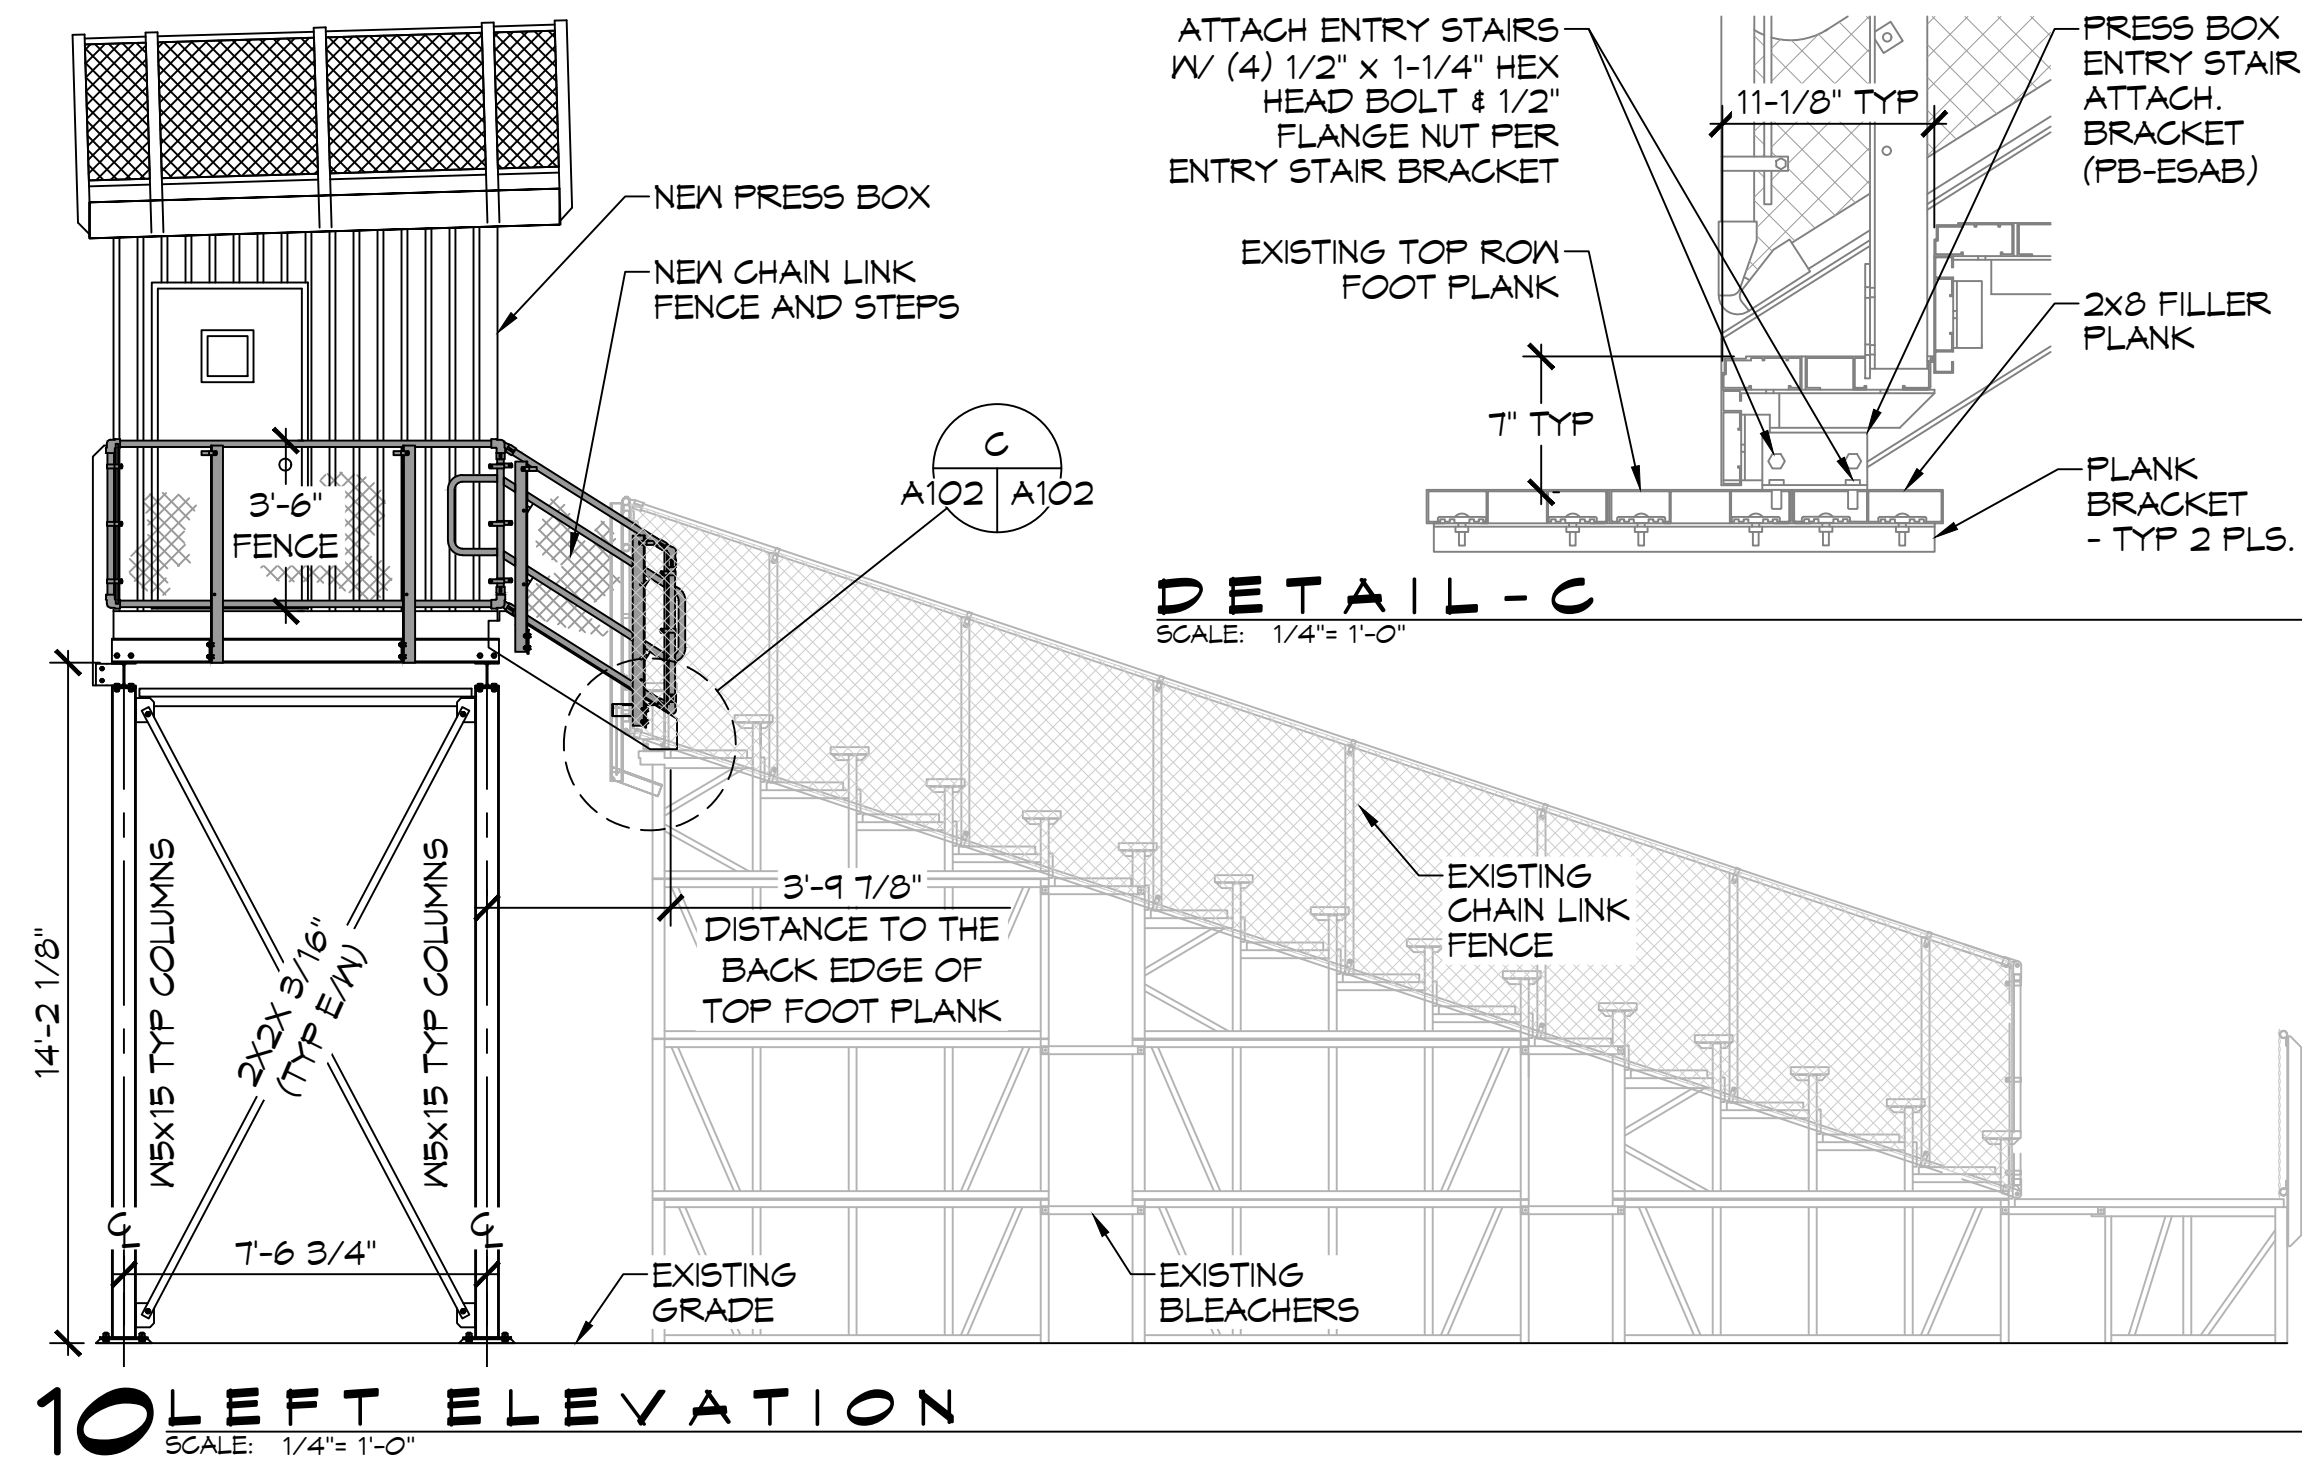 NEW PRESS BOX
NEW CHAIN LINK
FENCE AND STEPS
3'-6"
FENCE
C
A102
A102
ATTACH ENTRY STAIRS
W/ (4) 1/2" x 1-1/4" HEX
HEAD BOLT & 1/2"
FLANGE NUT PER
ENTRY STAIR BRACKET
EXISTING TOP ROW
FOOT PLANK
11-1/8" TYP
7" TYP
PRESS BOX
ENTRY STAIR
ATTACH.
BRACKET
(PB-ESAB)
2x8 FILLER
PLANK
PLANK
BRACKET
- TYP 2 PLS.
DETAIL-C
SCALE: 1/4"= 1'-0"
14'-2 1/8"
W5x15 TYP COLUMNS
2X2X 3/16"
(TYP E/W)
W5x15 TYP COLUMNS
3'-9 7/8"
DISTANCE TO THE
BACK EDGE OF
TOP FOOT PLANK
EXISTING
CHAIN LINK
FENCE
CL
CL
7'-6 3/4"
EXISTING
GRADE
EXISTING
BLEACHERS
10 LEFT ELEVATION
SCALE: 1/4"= 1'-0"